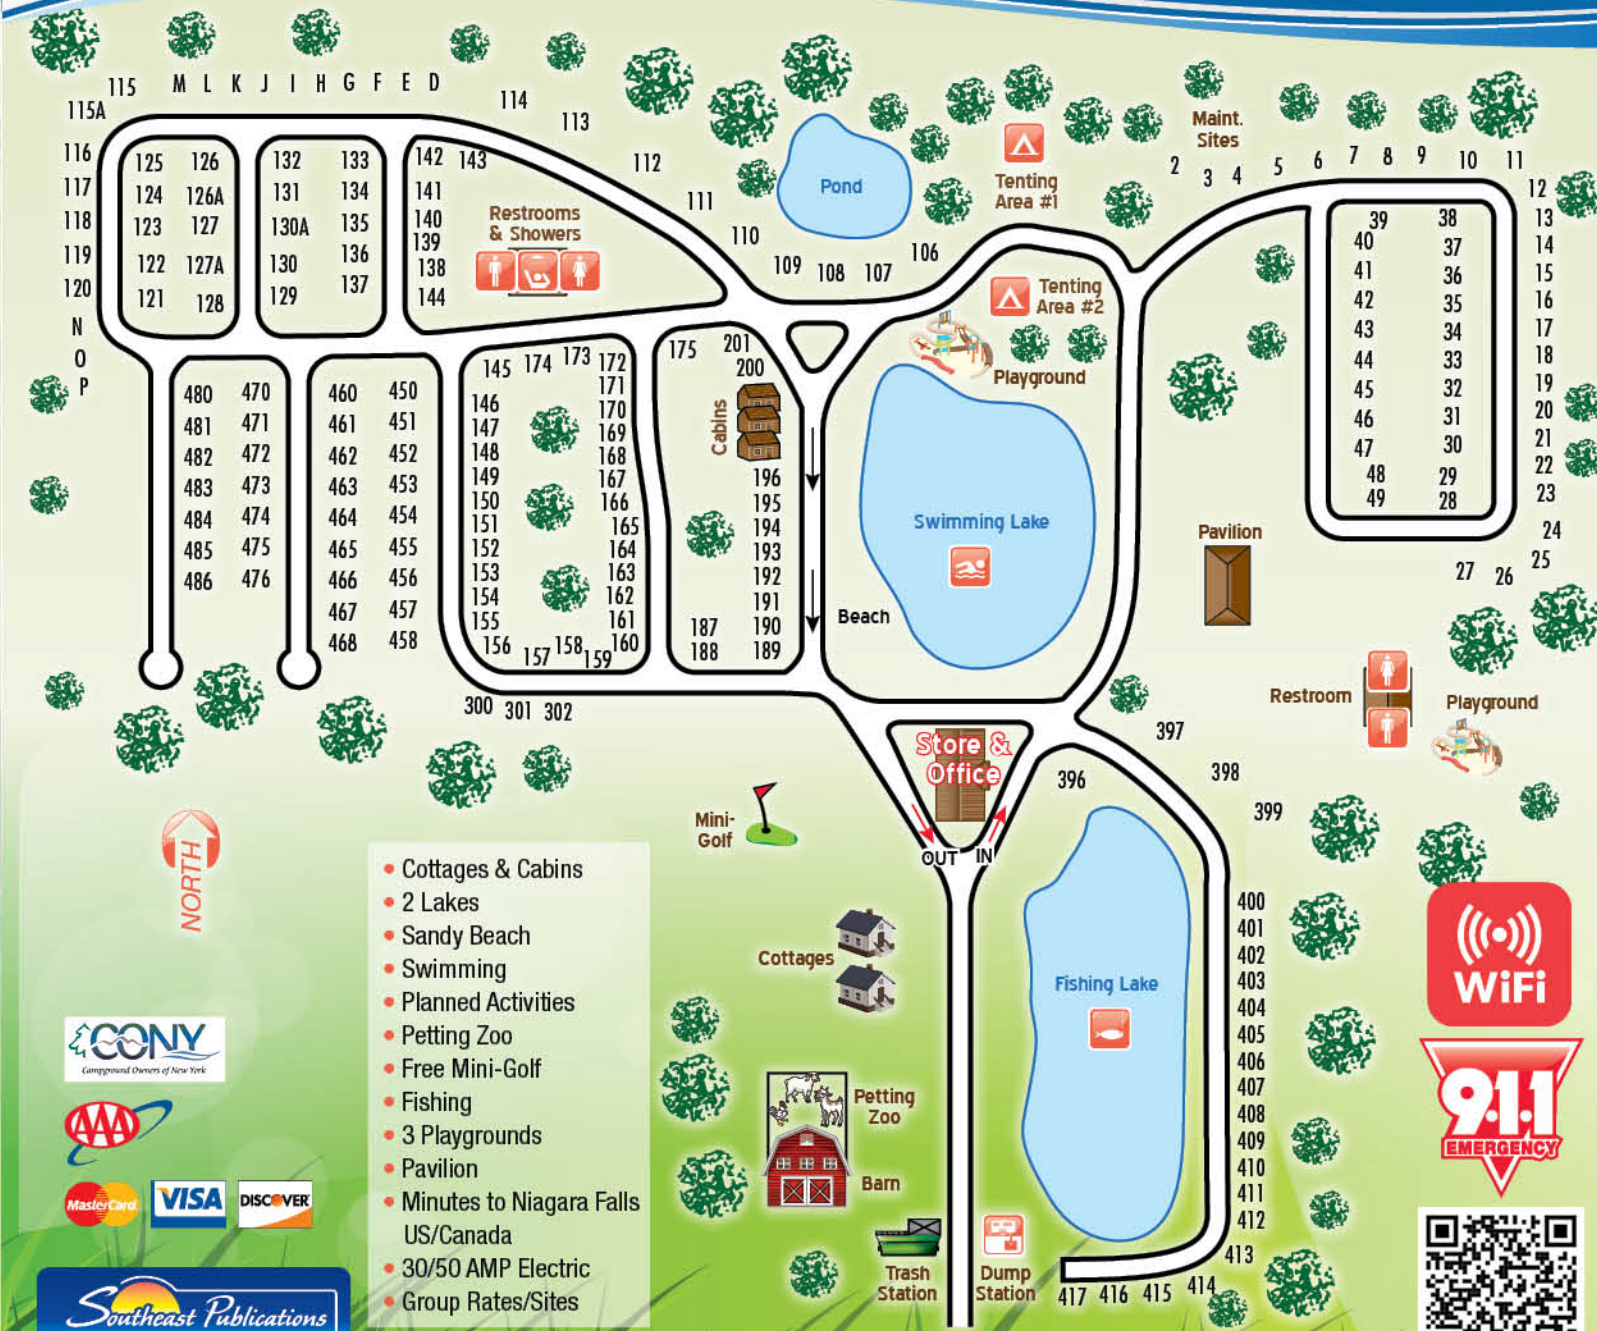 M L K J I H G F E D
115
115A
114
113
112
111
110
109 108 107
106
116
117
118
119
120
N
O
P
125 126
124 126A
123 127
122 127A
121 128
132 133
131 134
130A 135
130 136
129 137
142 143
141
140
139
138
144
Restrooms
& Showers
Pond
Tenting
Area #1
Tenting
Area #2
Playground
Maint.
Sites
2 3 4 5 6 7 8 9 10 11
12
13
14
15
16
17
18
19
20
21
22
23
24
25
26
27
39 38
40 37
41 36
42 35
43 34
44 33
45 32
46 31
47 30
48 29
49 28
480 470
481 471
482 472
483 473
484 474
485 475
486 476
460 450
461 451
462 452
463 453
464 454
465 455
466 456
467 457
468 458
145 174 173 172
146 171
147 170
148 169
149 168
150 167
151 166
152 165
153 164
154 163
155 162
156 161
157 158 159 160
175 201
200
Cabins
196
195
194
193
192
191
187 190
188 189
Swimming Lake
Beach
Pavilion
Restroom
Playground
300 301 302
Store &
Office
OUT IN
396
397
398
399
Mini-
Golf
NORTH
Cottages
Fishing Lake
400
401
402
403
404
405
406
407
408
409
410
411
412
413
417 416 415 414
Petting
Zoo
Barn
Trash
Station
Dump
Station
• Cottages & Cabins
• 2 Lakes
• Sandy Beach
• Swimming
• Planned Activities
• Petting Zoo
• Free Mini-Golf
• Fishing
• 3 Playgrounds
• Pavilion
• Minutes to Niagara Falls
US/Canada
• 30/50 AMP Electric
• Group Rates/Sites
CONY
Campground Owners of New York
AAA
MasterCard VISA DISCOVER
Southeast Publications
WiFi
9-1-1
EMERGENCY